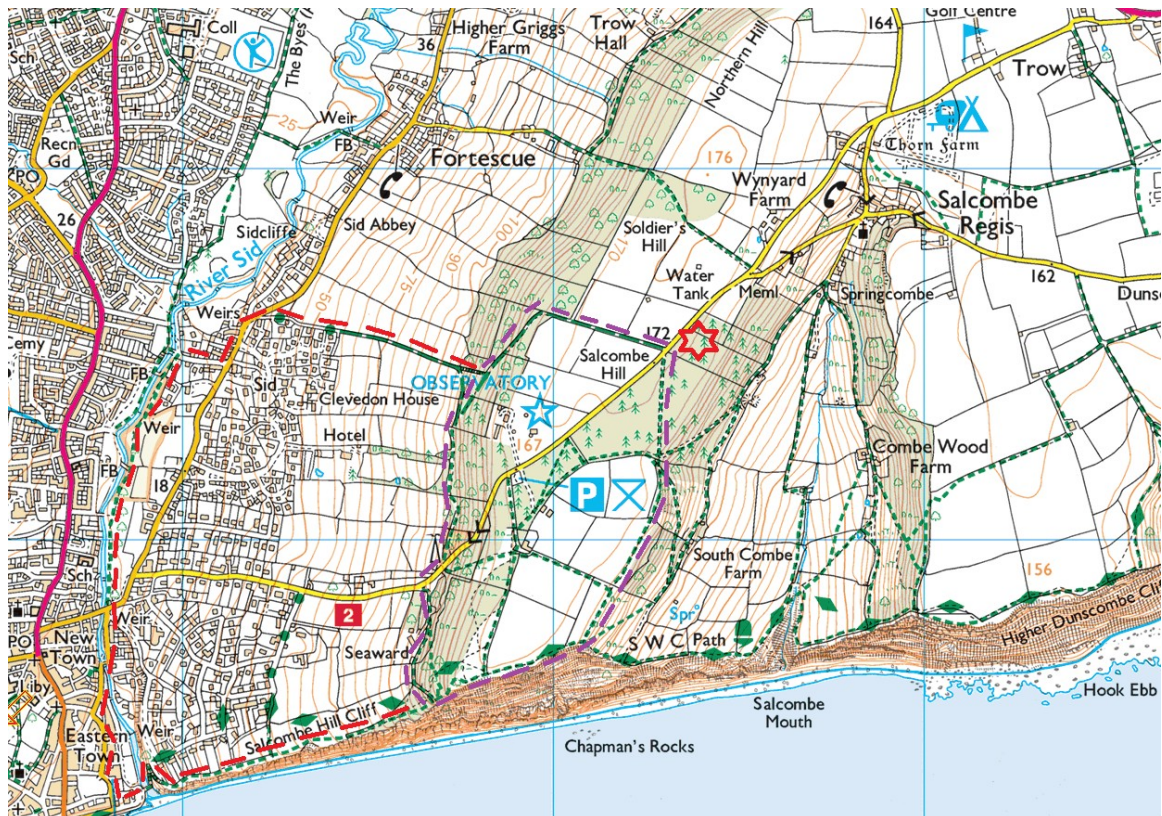 Coll
Sch
The Byes
36
Higher Griggs
Farm
Trow
Hall
Northern Hill
164
Golf Centre
Trow
Weir
FB
25
Recn
Gd
PO
Fortescue
176
Thorn Farm
Wynyard
Farm
Salcombe
Regis
26
Sidcliffe
Sid Abbey
100
90
75
50
Soldier's
Hill
170
River Sid
Water
Tank
Meml
162
Springcombe
Weirs
172
Salcombe
Hill
FB
Sid
OBSERVATORY
Clevedon House
Weir
Hotel
167
FB
18
P
Combe Wood
Farm
South Combe
Farm
156
Sch
2
Weir
Spr
PO
New
Town
Seaward
S W C Path
Higher Dunscombe
Liby
Hook Ebb
Salcombe Hill Cliff
Salcombe
Mouth
Weir
Eastern
Town
Chapman's Rocks